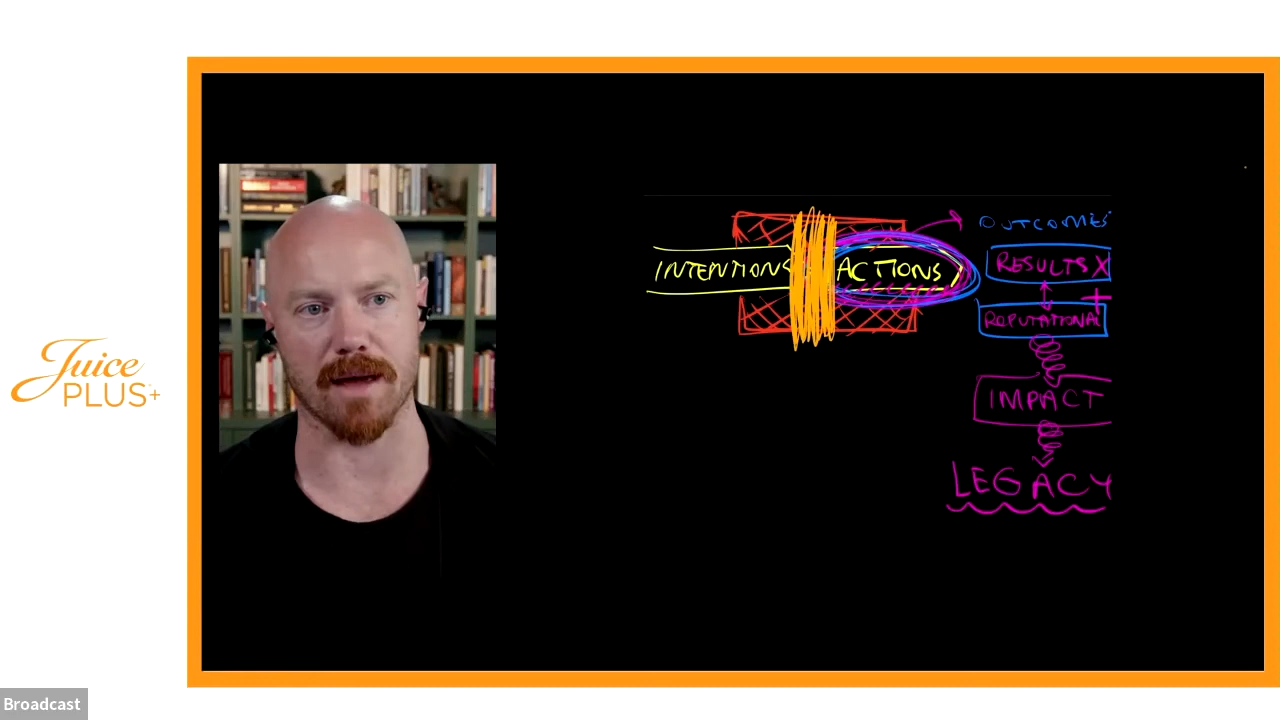 Juice
PLUS+
OUTCOMES
INTENTIONS
ACTIONS
RESULTS X
+
REPUTATIONAL
IMPACT
LEGACY
Broadcast